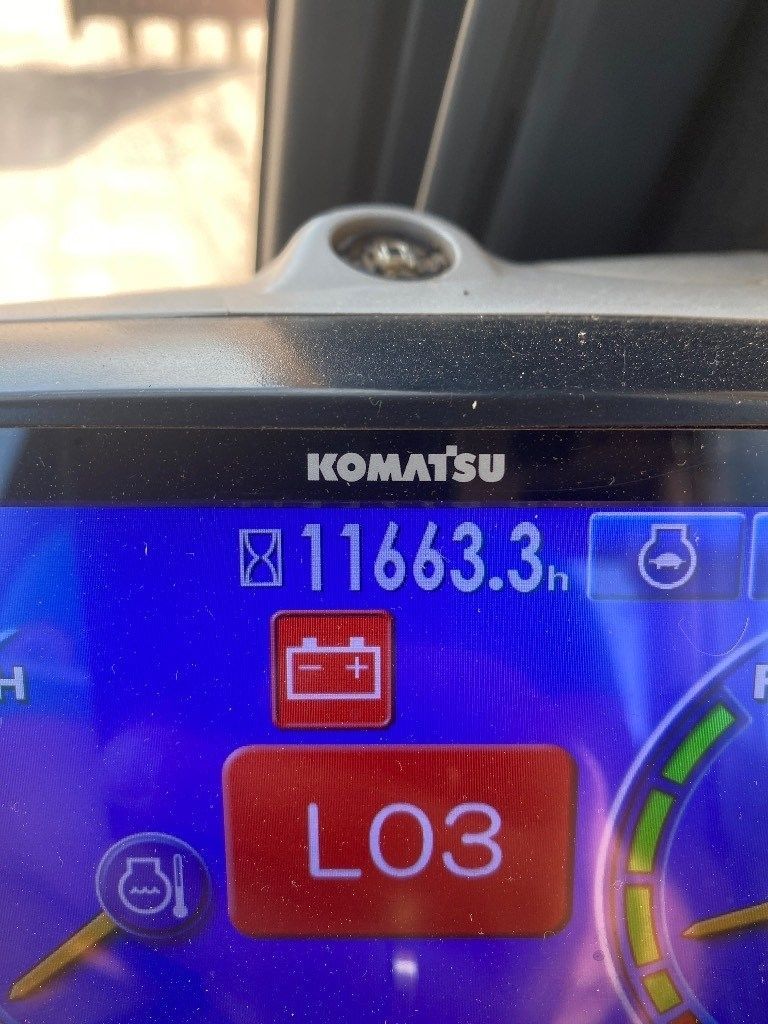 KOMATSU
11663.3h
H
L03